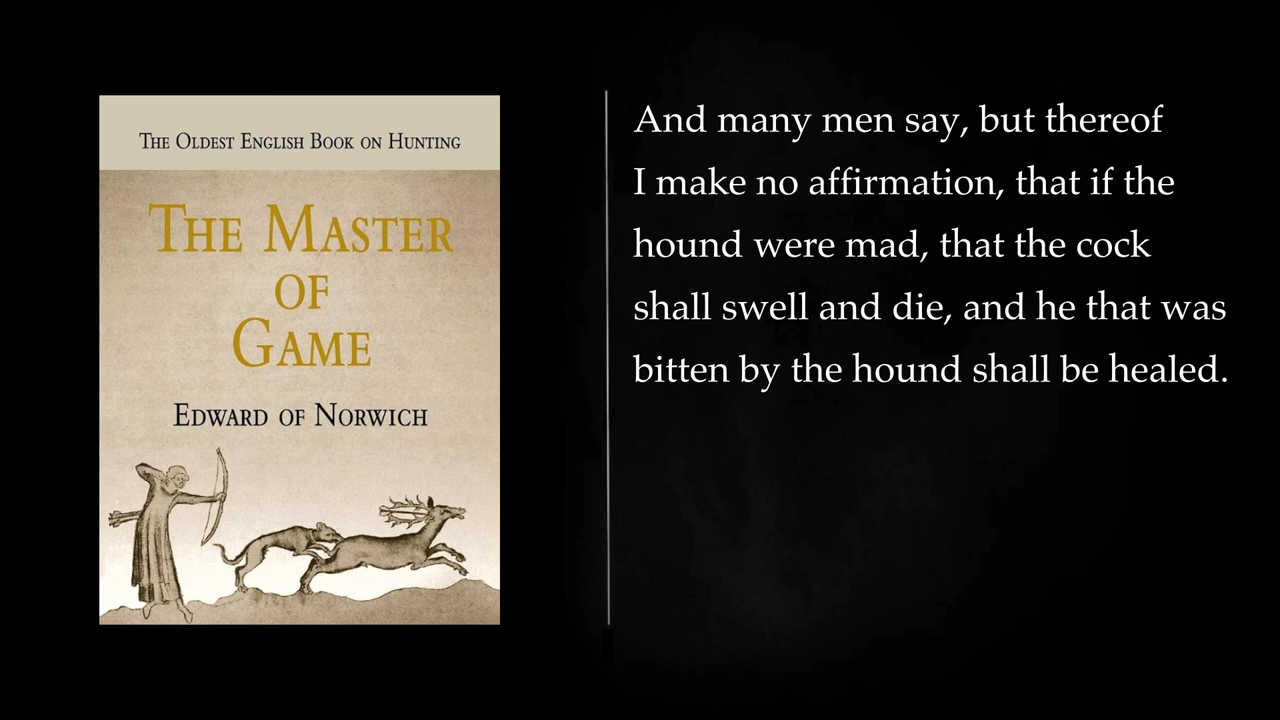 The Oldest English Book on Hunting
The Master
of
Game
Edward of Norwich
And many men say, but thereof
I make no affirmation, that if the
hound were mad, that the cock
shall swell and die, and he that was
bitten by the hound shall be healed.